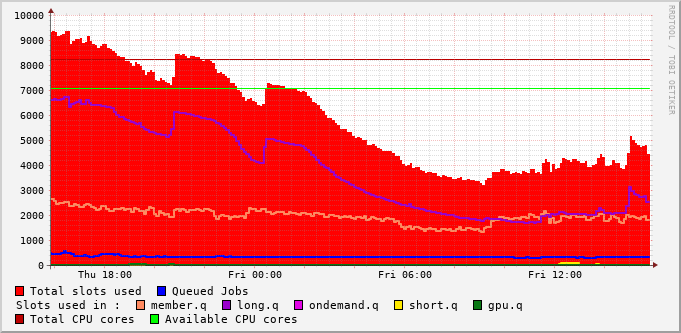 10000
9000
8000
7000
6000
5000
4000
3000
2000
1000
0
Thu 18:00 Fri 00:00 Fri 06:00 Fri 12:00
RRDTOOL / TOBI OETIKER
Total slots used Queued Jobs
Slots used in : member.q long.q ondemand.q short.q gpu.q
Total CPU cores Available CPU cores